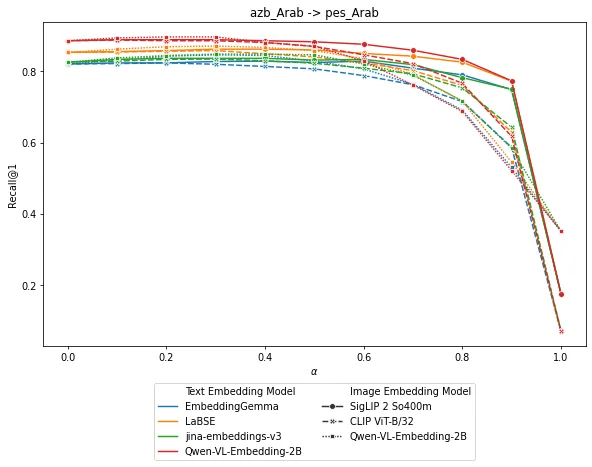 azb_Arab -> pes_Arab
Recall@1
0.8
0.6
0.4
0.2
0.0 0.2 0.4 0.6 0.8 1.0
α
Text Embedding Model Image Embedding Model
EmbeddingGemma SigLIP 2 So400m
LaBSE CLIP ViT-B/32
jina-embeddings-v3 Qwen-VL-Embedding-2B
Qwen-VL-Embedding-2B